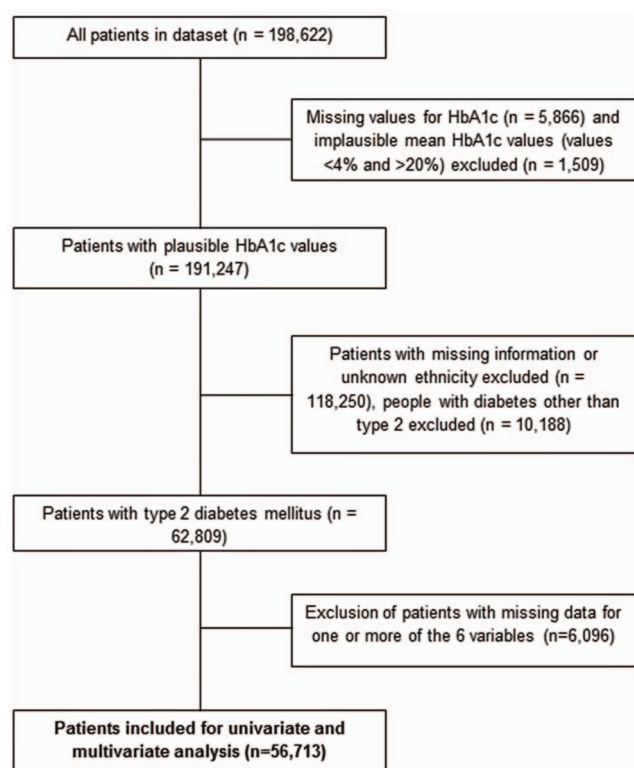 All patients in dataset (n = 198,622)
Missing values for HbA1c (n = 5,866) and
implausible mean HbA1c values (values
<4% and >20%) excluded (n = 1,509)
Patients with plausible HbA1c values
(n = 191,247)
Patients with missing information or
unknown ethnicity excluded (n =
118,250), people with diabetes other than
type 2 excluded (n = 10,188)
Patients with type 2 diabetes mellitus (n =
62,809)
Exclusion of patients with missing data for
one or more of the 6 variables (n=6,096)
Patients included for univariate and
multivariate analysis (n=56,713)